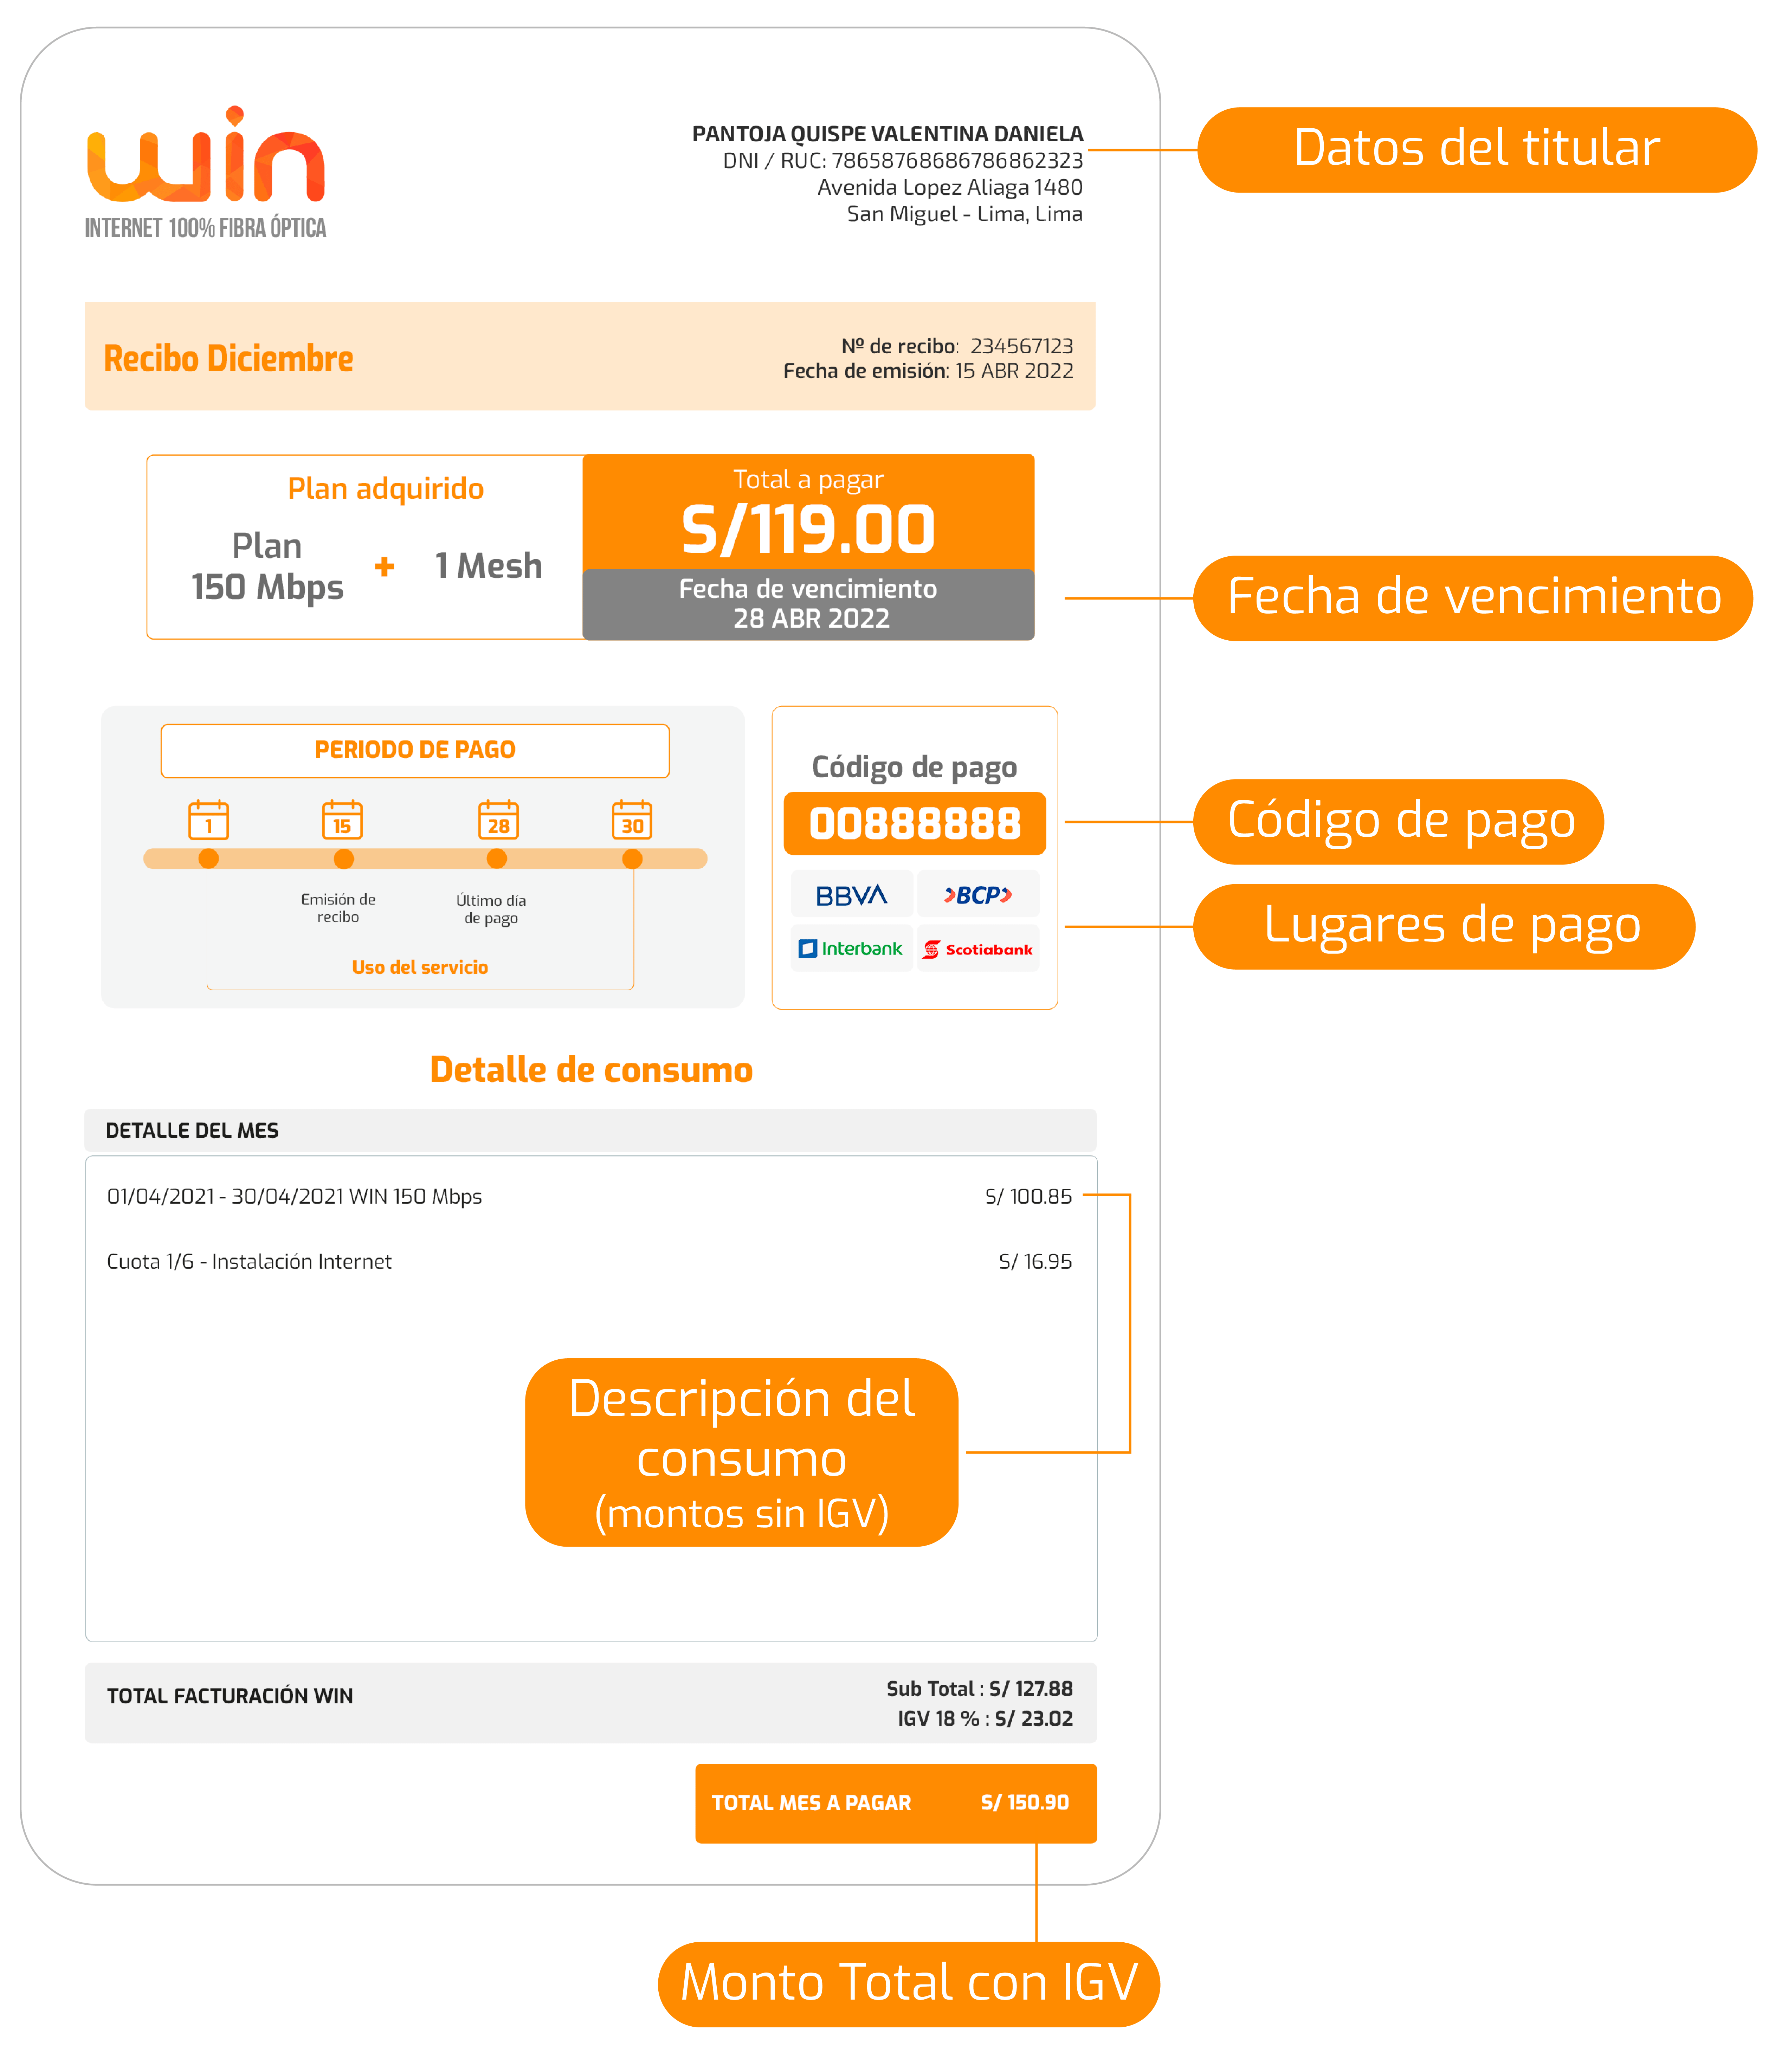 win
INTERNET 100% FIBRA ÓPTICA
PANTOJA QUISPE VALENTINA DANIELA
DNI / RUC: 78658768686786862323
Avenida Lopez Aliaga 1480
San Miguel - Lima, Lima
Datos del titular
Recibo Diciembre
Nº de recibo: 234567123
Fecha de emisión: 15 ABR 2022
Plan adquirido
Plan
150 Mbps
+
1 Mesh
Total a pagar
S/119.00
Fecha de vencimiento
28 ABR 2022
Fecha de vencimiento
PERIODO DE PAGO
1
15
28
30
Emisión de
recibo
Último día
de pago
Uso del servicio
Código de pago
00888888
BBVA
BCP
Interbank
Scotiabank
Código de pago
Lugares de pago
Detalle de consumo
DETALLE DEL MES
01/04/2021 - 30/04/2021 WIN 150 Mbps S/ 100.85
Cuota 1/6 - Instalación Internet S/ 16.95
Descripción del
consumo
(montos sin IGV)
TOTAL FACTURACIÓN WIN
Sub Total : S/ 127.88
IGV 18 % : S/ 23.02
TOTAL MES A PAGAR S/ 150.90
Monto Total con IGV